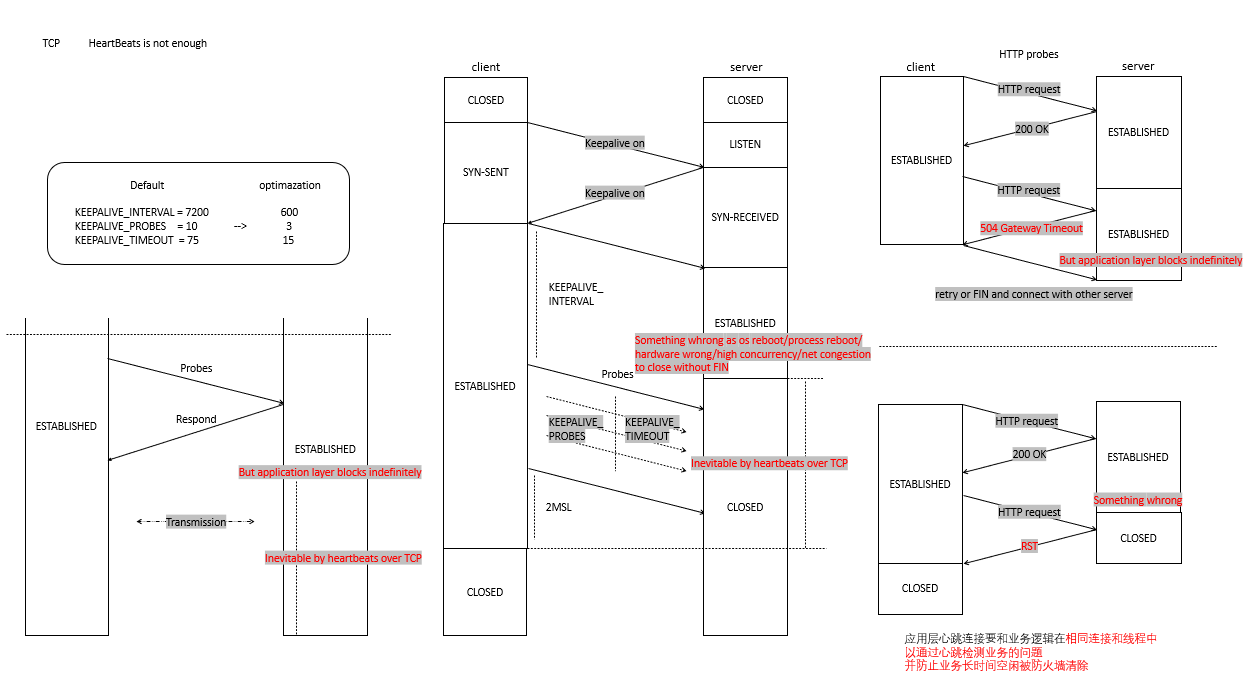 TCP HeartBeats is not enough
Default optimazation
KEEPALIVE_INTERVAL = 7200 600
KEEPALIVE_PROBES = 10 --> 3
KEEPALIVE_TIMEOUT = 75 15
Probes
Respond
ESTABLISHED
ESTABLISHED
But application layer blocks indefinitely
Transmission
Inevitable by heartbeats over TCP
client server
CLOSED CLOSED
Keepalive on
LISTEN
SYN-SENT
Keepalive on
SYN-RECEIVED
KEEPALIVE_
INTERVAL
ESTABLISHED
Something whrong as os reboot/process reboot/
hardware wrong/high concurrency/net congestion
to close without FIN
Probes
ESTABLISHED
KEEPALIVE_ KEEPALIVE_
PROBES TIMEOUT
Inevitable by heartbeats over TCP
2MSL
CLOSED
CLOSED
HTTP probes
client server
HTTP request
200 OK
ESTABLISHED
ESTABLISHED
HTTP request
504 Gateway Timeout
ESTABLISHED
But application layer blocks indefinitely
retry or FIN and connect with other server
HTTP request
200 OK
ESTABLISHED
ESTABLISHED
Something whrong
HTTP request
CLOSED
RST
CLOSED
应用层心跳连接要和业务逻辑在相同连接和线程中
以通过心跳检测业务的问题
并防止业务长时间空闲被防火墙清除